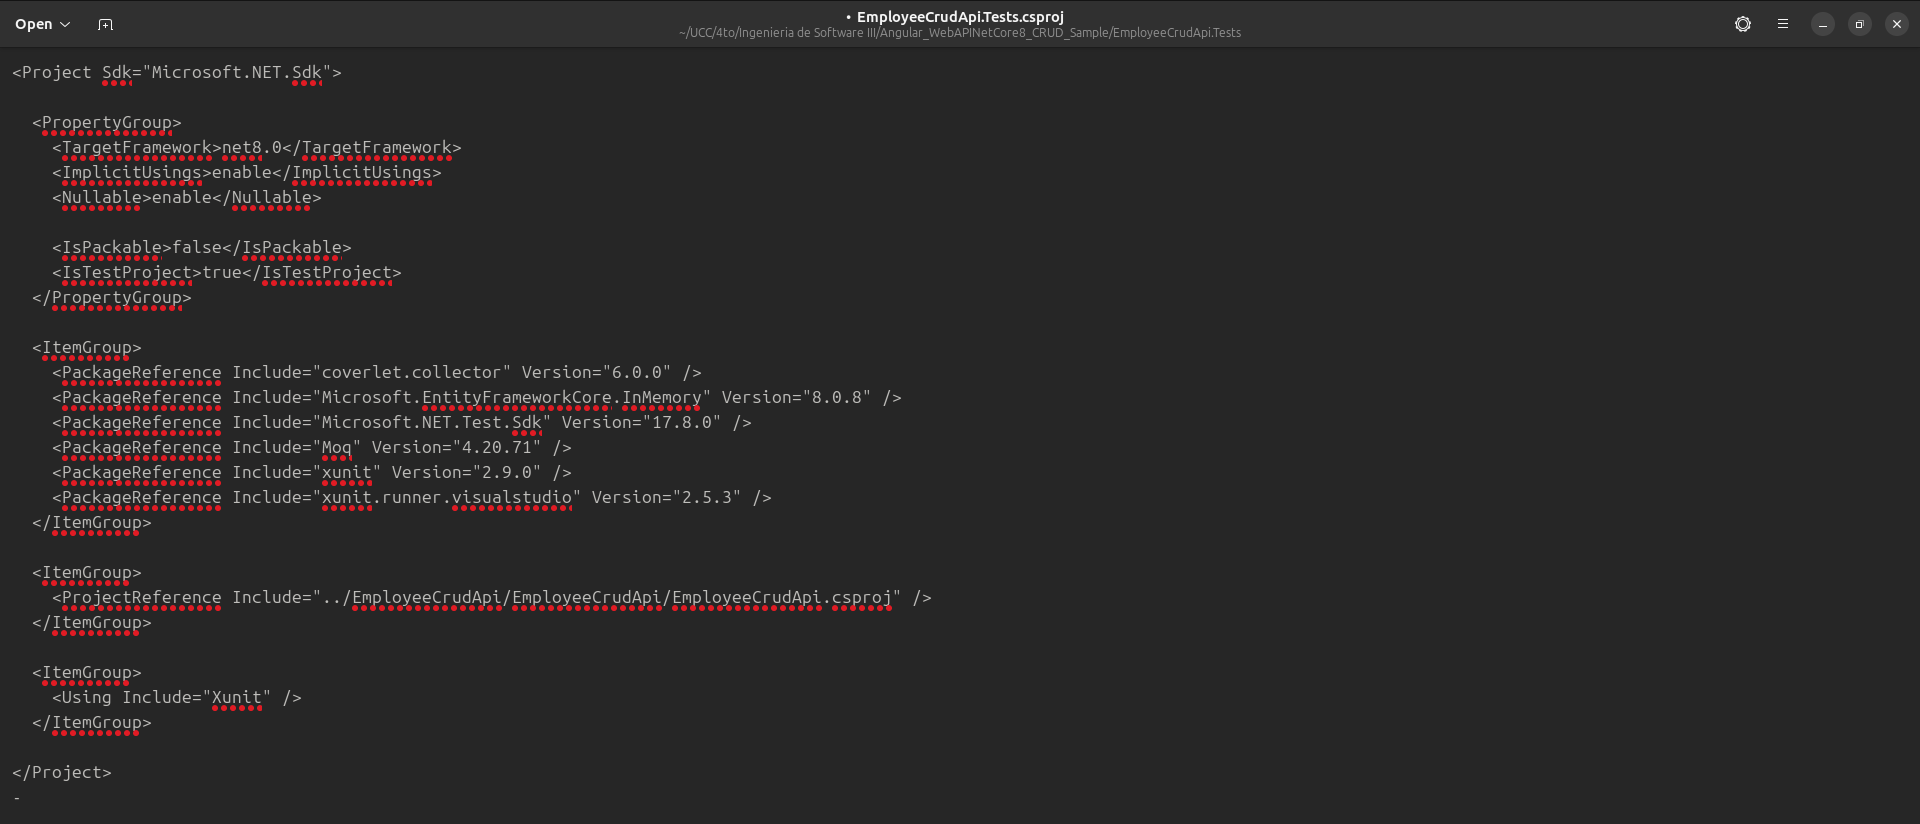 Open
• EmployeeCrudApi.Tests.csproj
~/UCC/4to/Ingenieria de Software III/Angular_WebAPINetCore8_CRUD_Sample/EmployeeCrudApi.Tests
<Project Sdk="Microsoft.NET.Sdk">

  <PropertyGroup>
    <TargetFramework>net8.0</TargetFramework>
    <ImplicitUsings>enable</ImplicitUsings>
    <Nullable>enable</Nullable>

    <IsPackable>false</IsPackable>
    <IsTestProject>true</IsTestProject>
  </PropertyGroup>

  <ItemGroup>
    <PackageReference Include="coverlet.collector" Version="6.0.0" />
    <PackageReference Include="Microsoft.EntityFrameworkCore.InMemory" Version="8.0.8" />
    <PackageReference Include="Microsoft.NET.Test.Sdk" Version="17.8.0" />
    <PackageReference Include="Moq" Version="4.20.71" />
    <PackageReference Include="xunit" Version="2.9.0" />
    <PackageReference Include="xunit.runner.visualstudio" Version="2.5.3" />
  </ItemGroup>

  <ItemGroup>
    <ProjectReference Include="../EmployeeCrudApi/EmployeeCrudApi/EmployeeCrudApi.csproj" />
  </ItemGroup>

  <ItemGroup>
    <Using Include="Xunit" />
  </ItemGroup>

</Project>
-